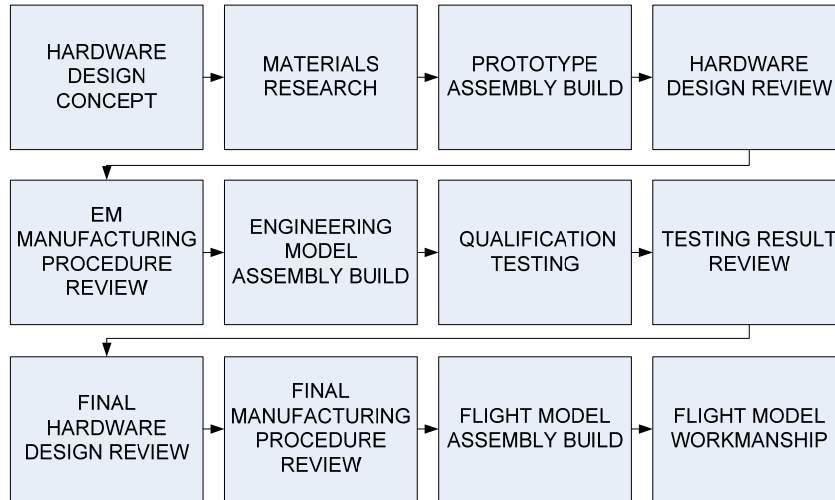 HARDWARE
DESIGN
CONCEPT
MATERIALS
RESEARCH
PROTOTYPE
ASSEMBLY BUILD
HARDWARE
DESIGN REVIEW
EM
MANUFACTURING
PROCEDURE
REVIEW
ENGINEERING
MODEL
ASSEMBLY BUILD
QUALIFICATION
TESTING
TESTING RESULT
REVIEW
FINAL
HARDWARE
DESIGN REVIEW
FINAL
MANUFACTURING
PROCEDURE
REVIEW
FLIGHT MODEL
ASSEMBLY BUILD
FLIGHT MODEL
WORKMANSHIP